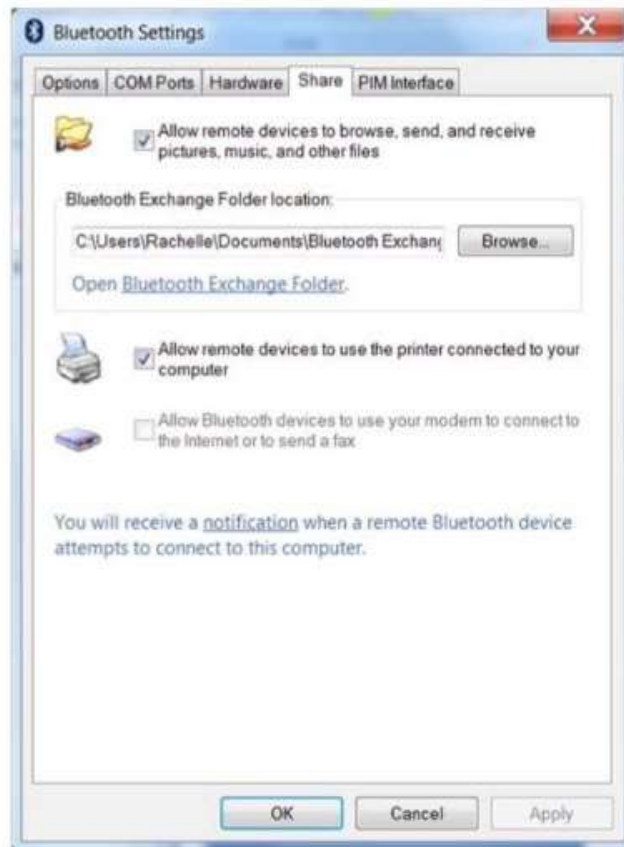 Bluetooth Settings
Options COM Ports Hardware Share PIM Interface
Allow remote devices to browse, send, and receive
pictures, music, and other files
Bluetooth Exchange Folder location:
C:\Users\Rachelle\Documents\Bluetooth Exchang Browse...
Open Bluetooth Exchange Folder.
Allow remote devices to use the printer connected to your
computer
Allow Bluetooth devices to use your modem to connect to
the Internet or to send a fax
You will receive a notification when a remote Bluetooth device
attempts to connect to this computer.
OK Cancel Apply